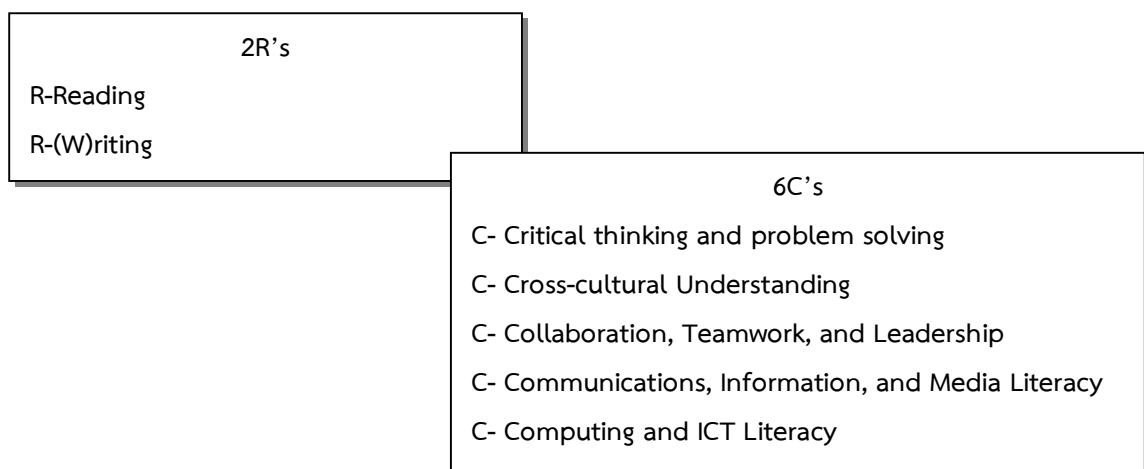 2R’s
R-Reading
R-(W)riting
6C’s
C- Critical thinking and problem solving
C- Cross-cultural Understanding
C- Collaboration, Teamwork, and Leadership
C- Communications, Information, and Media Literacy
C- Computing and ICT Literacy